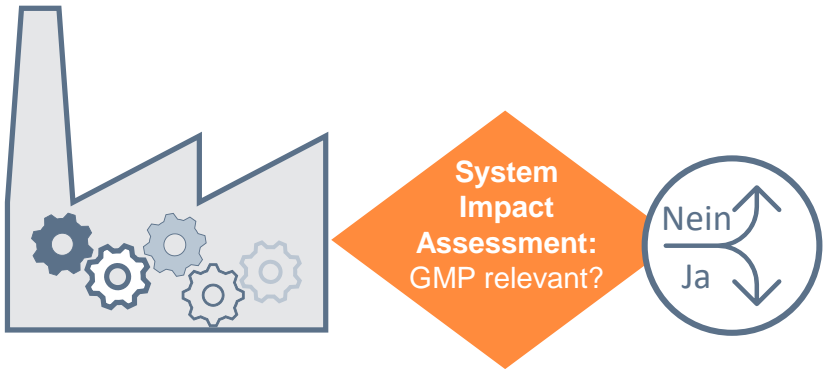 System
Impact
Assessment:
GMP relevant?
Nein
Ja